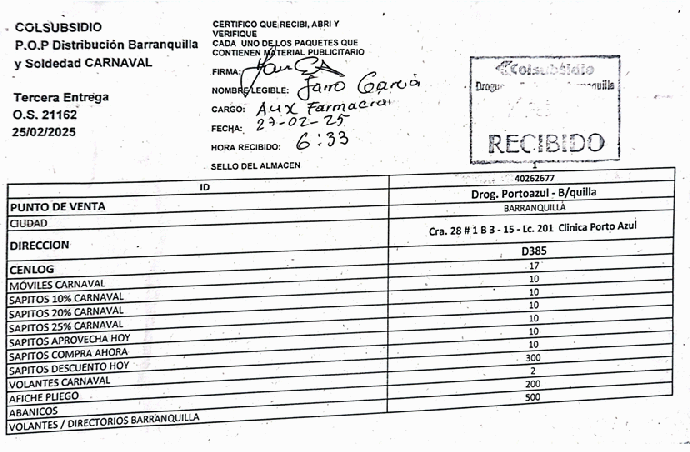 COLSUBSIDIO
P.O.P Distribución Barranquilla
y Soldedad CARNAVAL
Tercera Entrega
O.S. 21162
25/02/2025
CERTIFICO QUE RECIBI, ABRI Y
VERIFIQUE
CADA UNO DE LOS PAQUETES QUE
CONTIENEN MATERIAL PUBLICITARIO
FIRMA:
NOMBRE LEGIBLE: Jairo García
CARGO: Aux Farmacia
FECHA: 27-02-25
HORA RECIBIDO: 6:33
SELLO DEL ALMACEN
Colsubsidio
RECIBIDO
1
ID 40262677
PUNTO DE VENTA Drog. Portoazul - B/quilla
CIUDAD BARRANQUILLA
DIRECCION Cra. 28 # 1 B 3 - 15 - Lc. 201 Clinica Porto Azul
CENLOG D385
MÓVILES CARNAVAL 17
SAPITOS 10% CARNAVAL 10
SAPITOS 20% CARNAVAL 10
SAPITOS 25% CARNAVAL 10
SAPITOS APROVECHA HOY 10
SAPITOS COMPRA AHORA 10
SAPITOS DESCUENTO HOY 10
VOLANTES CARNAVAL 300
AFICHE PLIEGO 2
ABANICOS 200
VOLANTES / DIRECTORIOS BARRANQUILLA 500